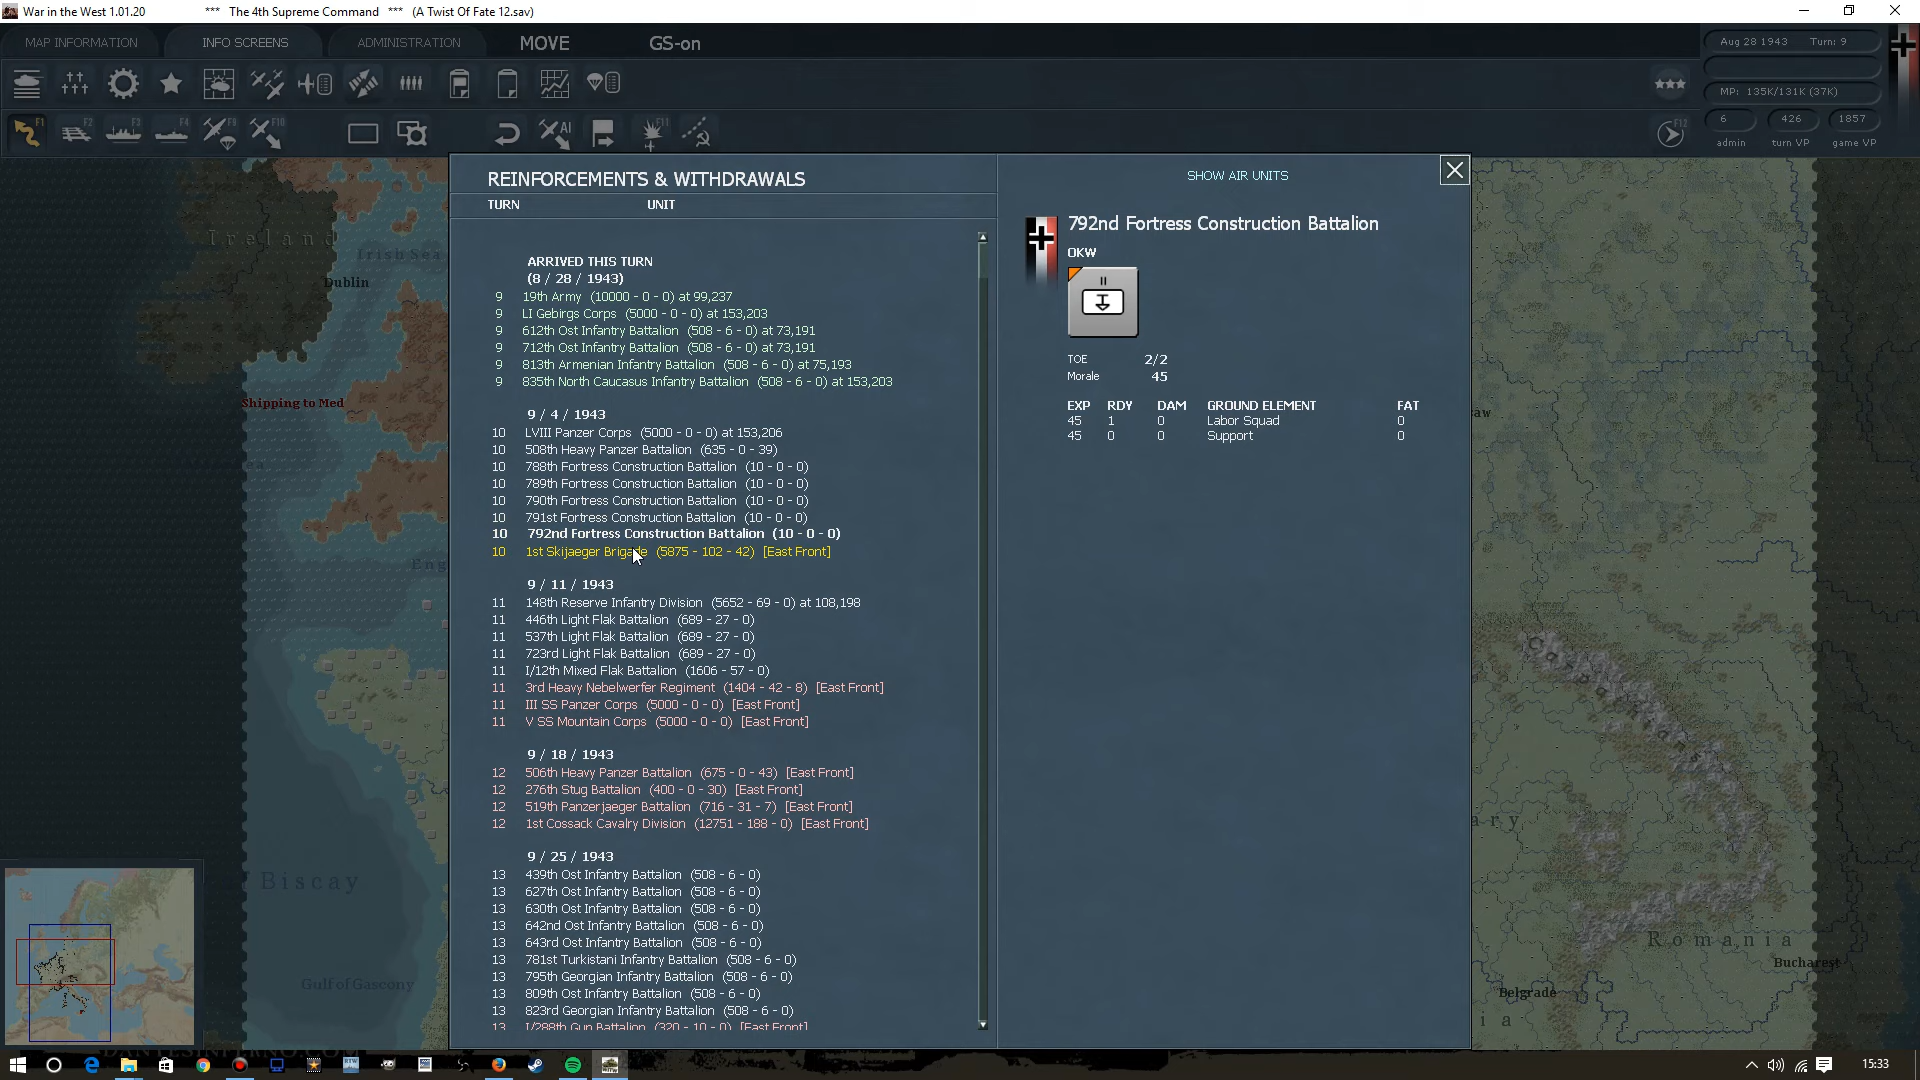 War in the West 1.01.20 *** The 4th Supreme Command *** (A Twist Of Fate 12.sav)
MAP INFORMATION INFO SCREENS ADMINISTRATION MOVE GS-on
Aug 28 1943 Turn: 9
MP: 135K/131K (37K)
F1 F2 F3 F4 F9 F10 AI F11 F12
6 426 1857
admin turn VP game VP
REINFORCEMENTS & WITHDRAWALS
TURN UNIT
ARRIVED THIS TURN
(8 / 28 / 1943)
9 19th Army (10000 - 0 - 0) at 99,237
9 LI Gebirgs Corps (5000 - 0 - 0) at 153,203
9 612th Ost Infantry Battalion (508 - 6 - 0) at 73,191
9 712th Ost Infantry Battalion (508 - 6 - 0) at 73,191
9 813th Armenian Infantry Battalion (508 - 6 - 0) at 75,193
9 835th North Caucasus Infantry Battalion (508 - 6 - 0) at 153,203
9 / 4 / 1943
10 LVIII Panzer Corps (5000 - 0 - 0) at 153,206
10 508th Heavy Panzer Battalion (635 - 0 - 39)
10 788th Fortress Construction Battalion (10 - 0 - 0)
10 789th Fortress Construction Battalion (10 - 0 - 0)
10 790th Fortress Construction Battalion (10 - 0 - 0)
10 791st Fortress Construction Battalion (10 - 0 - 0)
10 792nd Fortress Construction Battalion (10 - 0 - 0)
10 1st Skijaeger Brigade (5875 - 102 - 42) [East Front]
9 / 11 / 1943
11 148th Reserve Infantry Division (5652 - 69 - 0) at 108,198
11 446th Light Flak Battalion (689 - 27 - 0)
11 537th Light Flak Battalion (689 - 27 - 0)
11 723rd Light Flak Battalion (689 - 27 - 0)
11 I/12th Mixed Flak Battalion (1606 - 57 - 0)
11 3rd Heavy Nebelwerfer Regiment (1404 - 42 - 8) [East Front]
11 III SS Panzer Corps (5000 - 0 - 0) [East Front]
11 V SS Mountain Corps (5000 - 0 - 0) [East Front]
9 / 18 / 1943
12 506th Heavy Panzer Battalion (675 - 0 - 43) [East Front]
12 276th Stug Battalion (400 - 0 - 30) [East Front]
12 519th Panzerjaeger Battalion (716 - 31 - 7) [East Front]
12 1st Cossack Cavalry Division (12751 - 188 - 0) [East Front]
9 / 25 / 1943
13 439th Ost Infantry Battalion (508 - 6 - 0)
13 627th Ost Infantry Battalion (508 - 6 - 0)
13 630th Ost Infantry Battalion (508 - 6 - 0)
13 642nd Ost Infantry Battalion (508 - 6 - 0)
13 643rd Ost Infantry Battalion (508 - 6 - 0)
13 781st Turkistani Infantry Battalion (508 - 6 - 0)
13 795th Georgian Infantry Battalion (508 - 6 - 0)
13 809th Ost Infantry Battalion (508 - 6 - 0)
13 823rd Georgian Infantry Battalion (508 - 6 - 0)
13 I/288th Gun Battalion (320 - 10 - 0) [East Front]
SHOW AIR UNITS
792nd Fortress Construction Battalion
OKW
II
TOE 2/2
Morale 45
EXP RDY DAM GROUND ELEMENT FAT
45 1 0 Labor Squad 0
45 0 0 Support 0
Ireland
Irish Sea
Dublin
Shipping to Med
Eng
Biscay
Gulf of Gascony
Romania
Bucharest
Belgrade
15:33